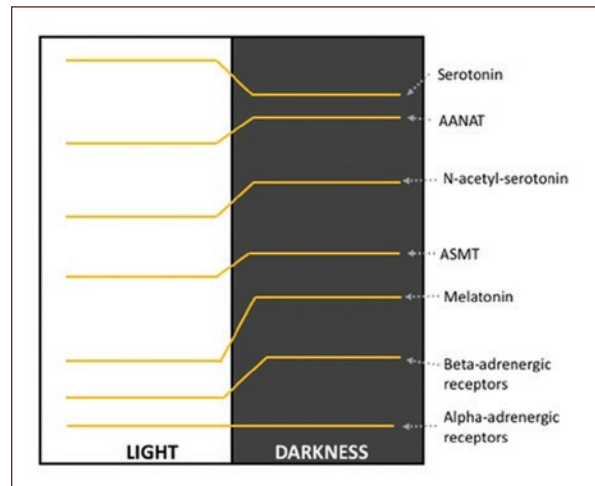 Serotonin
AANAT
N-acetyl-serotonin
ASMT
Melatonin
Beta-adrenergic
receptors
Alpha-adrenergic
receptors
LIGHT
DARKNESS